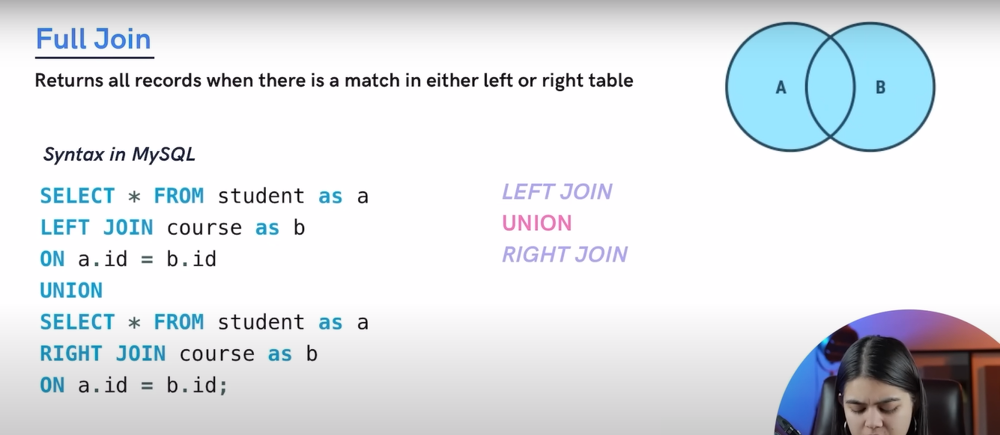 Full Join
Returns all records when there is a match in either left or right table
A
B
Syntax in MySQL
SELECT * FROM student as a
LEFT JOIN course as b
ON a.id = b.id
UNION
SELECT * FROM student as a
RIGHT JOIN course as b
ON a.id = b.id;
LEFT JOIN
UNION
RIGHT JOIN